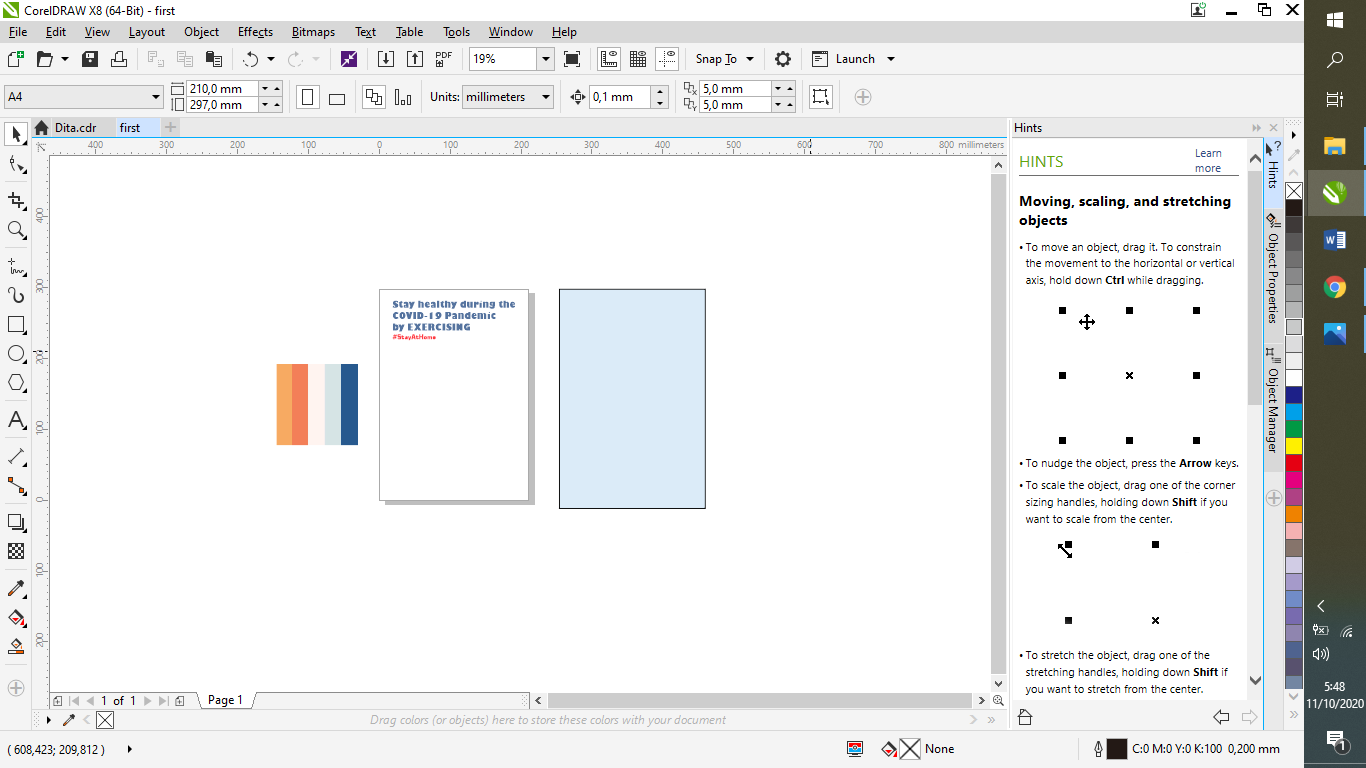 CorelDRAW X8 (64-Bit) - first
File Edit View Layout Object Effects Bitmaps Text Table Tools Window Help
PDF 19% Snap To Launch
A4 210,0 mm 297,0 mm Units: millimeters 0,1 mm 5,0 mm 5,0 mm
Dita.cdr first
400 300 200 100 0 100 200 300 400 500 600 700 800 millimeters
400
300
200
100
0
100
200
Stay healthy during the
COVID-19 Pandemic
by EXERCISING
#StayAtHome
Hints
HINTS
Learn
more
Moving, scaling, and stretching
objects
• To move an object, drag it. To constrain
the movement to the horizontal or vertical
axis, hold down Ctrl while dragging.
• To nudge the object, press the Arrow keys.
• To scale the object, drag one of the corner
sizing handles, holding down Shift if you
want to scale from the center.
• To stretch the object, drag one of the
stretching handles, holding down Shift if
you want to stretch from the center.
Hints
Object Properties
Object Manager
1 of 1 Page 1
Drag colors (or objects) here to store these colors with your document
( 608,423; 209,812 ) None C:0 M:0 Y:0 K:100 0,200 mm
5:48
11/10/2020
1